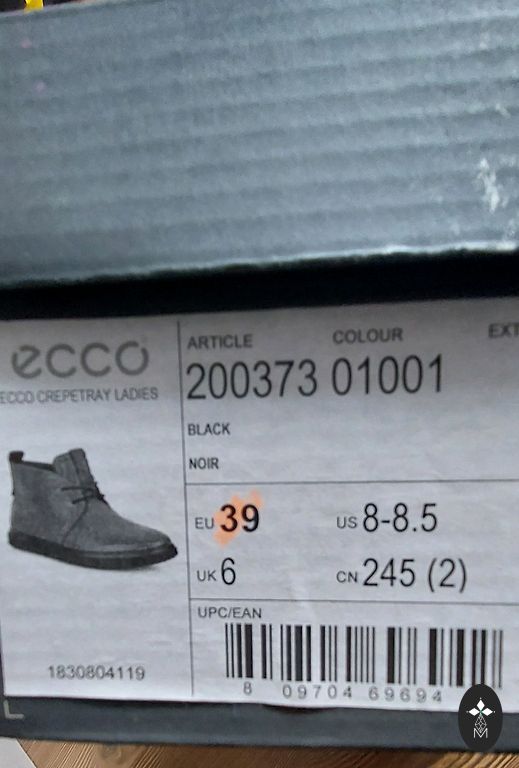 ecco
ECCO CREPETRAY LADIES
ARTICLE COLOUR
200373 01001
BLACK
NOIR
EU 39 US 8-8.5
UK 6 CN 245 (2)
UPC/EAN
1830804119
8 09704 69694
M